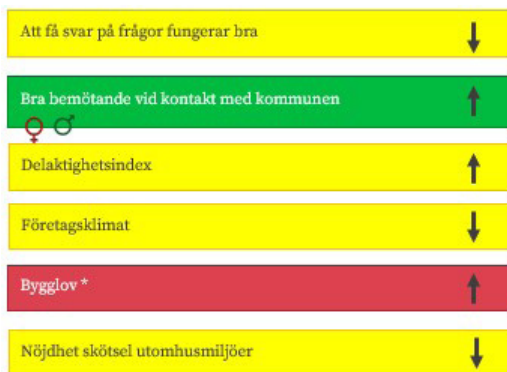 Att få svar på frågor fungerar bra
Bra bemötande vid kontakt med kommunen
Delaktighetsindex
Företagsklimat
Bygglov *
Nöjdhet skötsel utomhusmiljöer